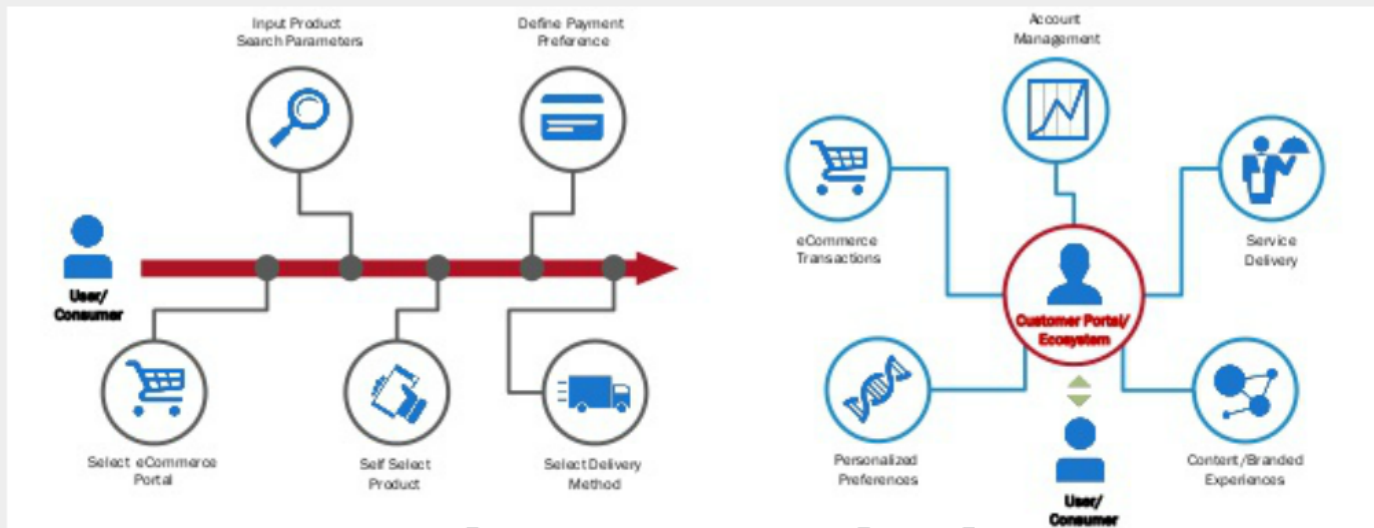 Input Product
Search Parameters
Define Payment
Preference
User/
Consumer
Select eCommerce
Portal
Self Select
Product
Select Delivery
Method
Account
Management
eCommerce
Transactions
Service
Delivery
Customer Portal/
Ecosystem
Personalized
Preferences
Content/Branded
Experiences
User/
Consumer